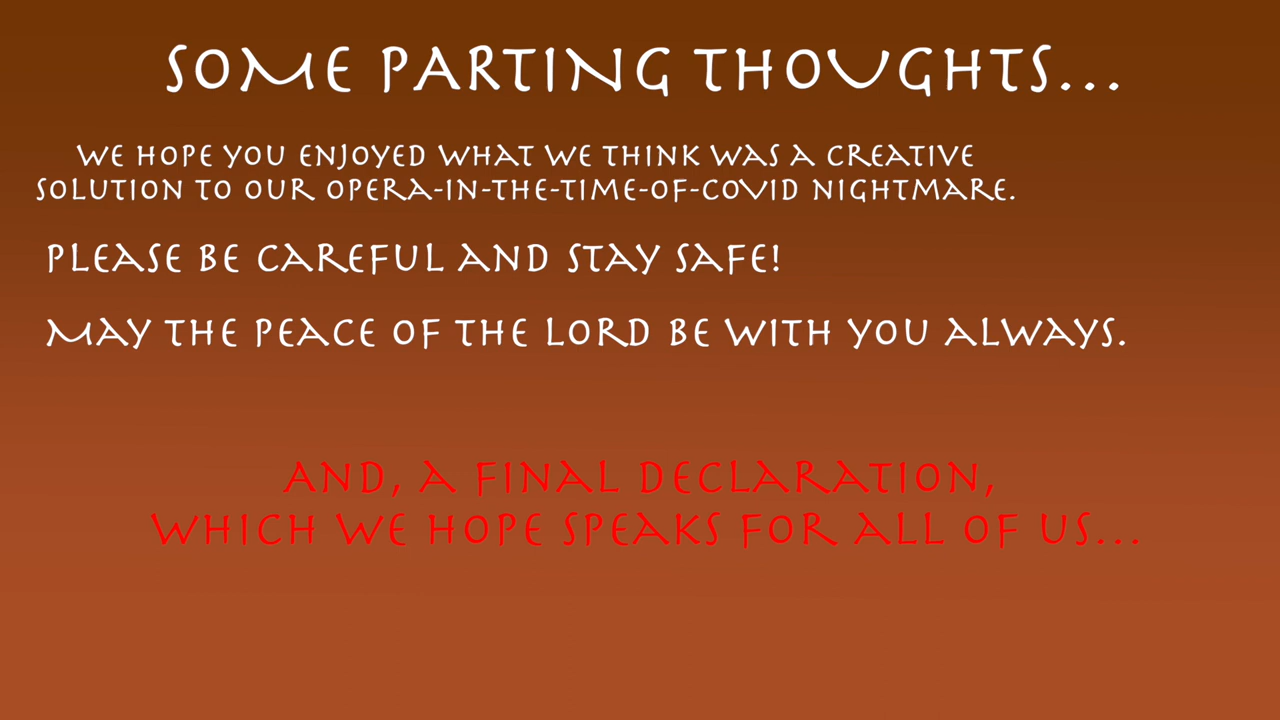 Some Parting Thoughts...
We hope you enjoyed what we think was a creative
solution to our opera-in-the-time-of-COVID nightmare.
Please be careful and stay safe!
May the peace of the Lord be with you always.
And, a final declaration,
which we hope speaks for all of us...